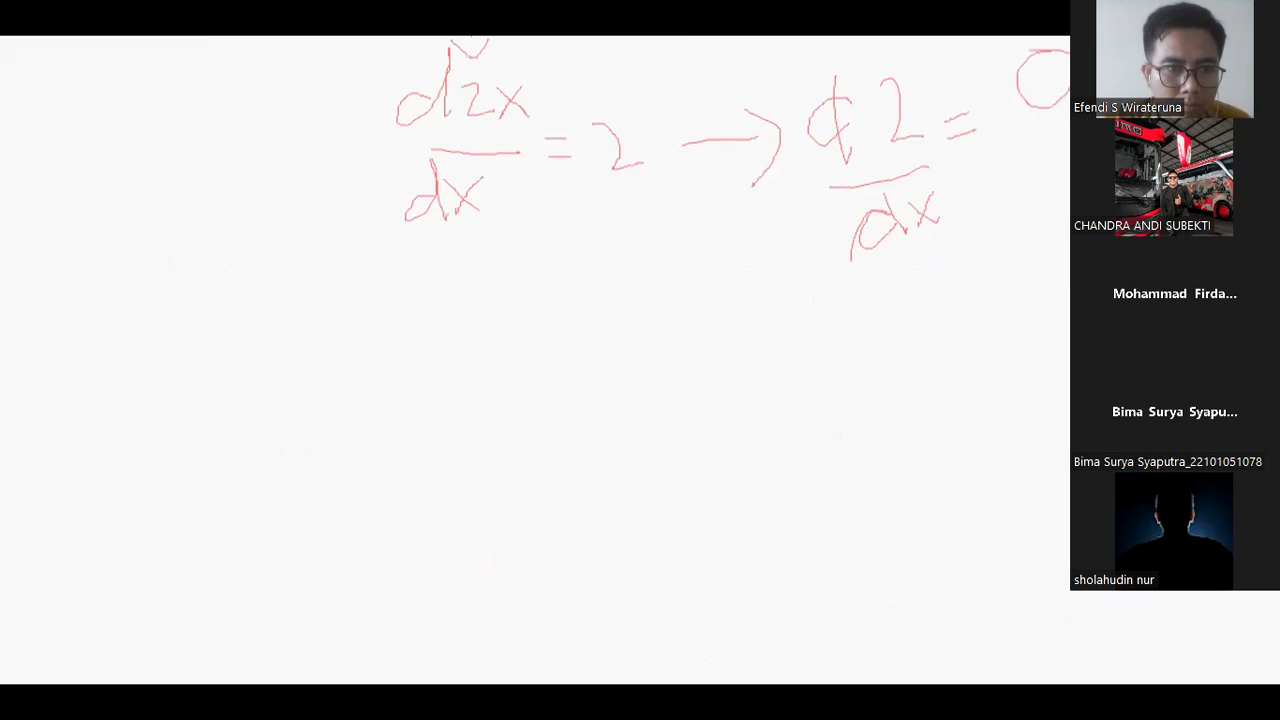 d2x/dx = 2 → d2/dx = 0
Efendi S Wirateruna
CHANDRA ANDI SUBEKTI
Mohammad Firda...
Bima Surya Syapu...
Bima Surya Syaputra_22101051078
sholahudin nur